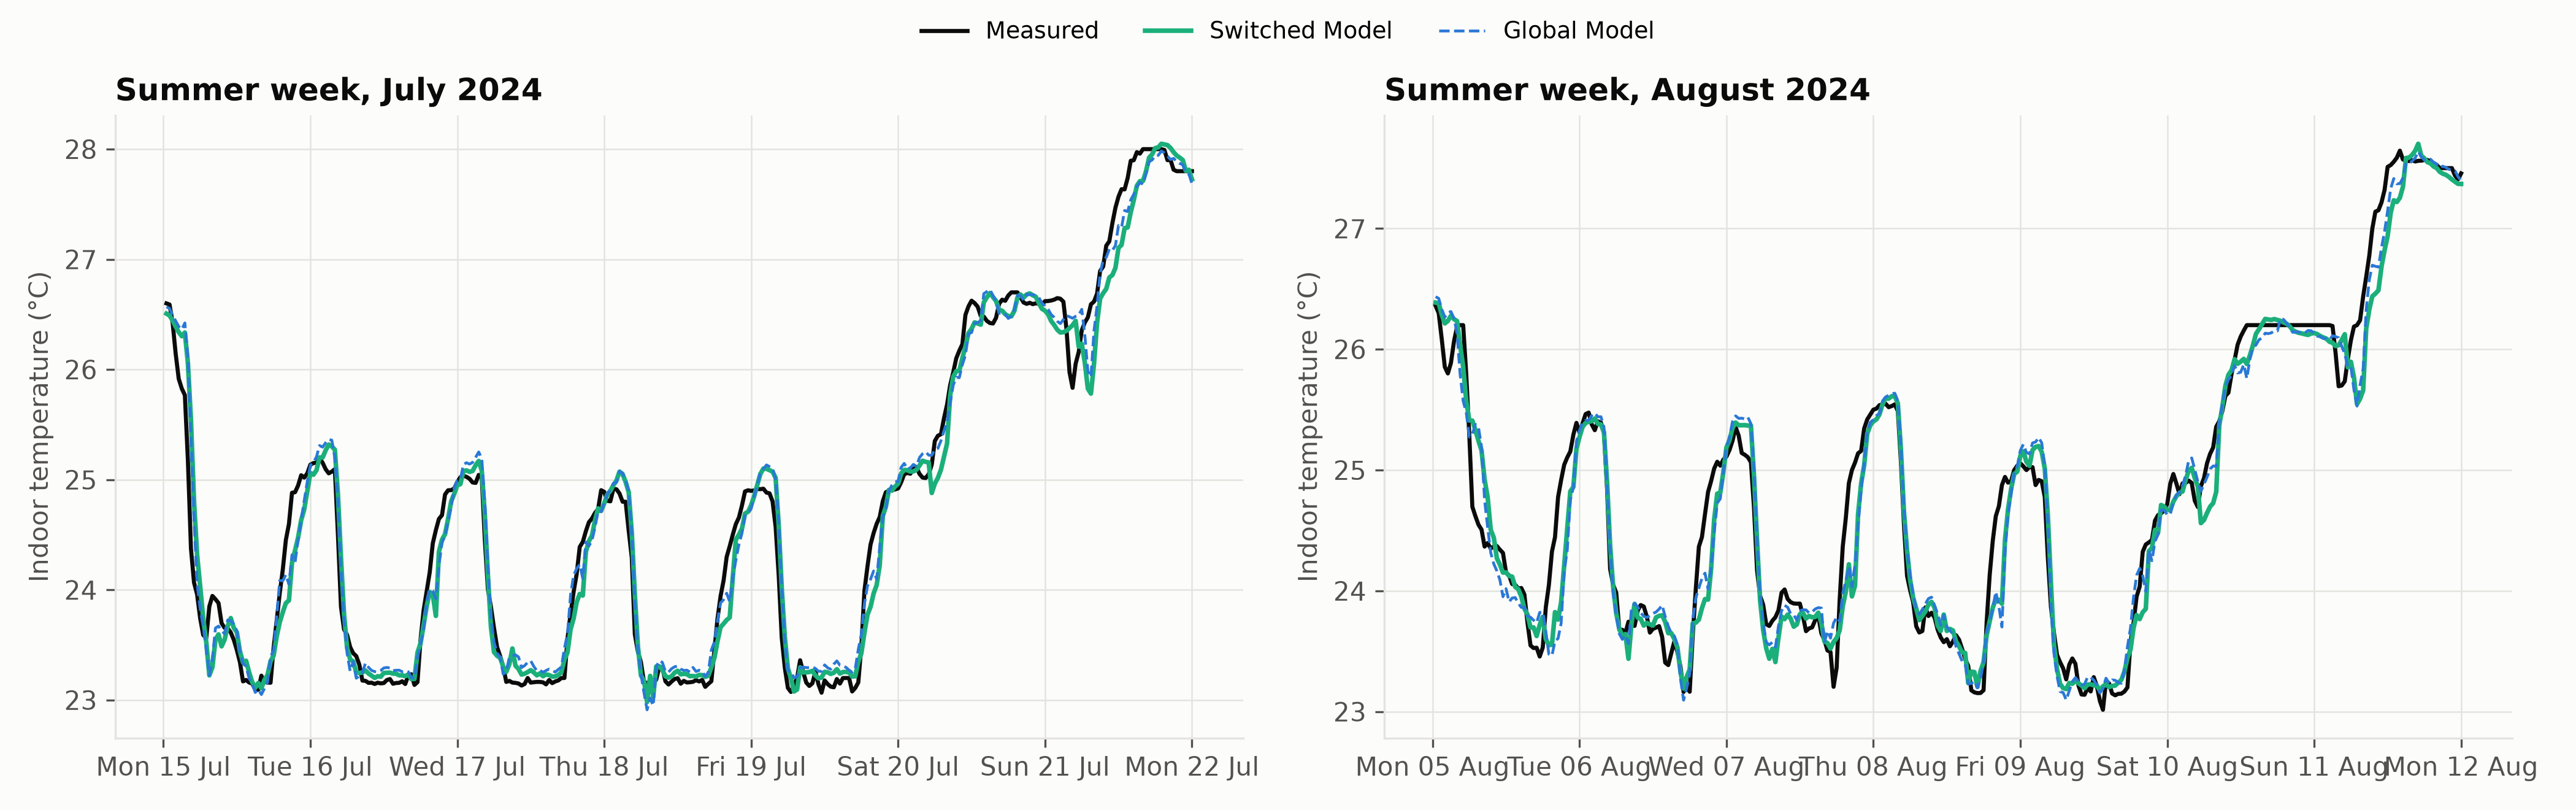 Measured Switched Model Global Model
Summer week, July 2024
Indoor temperature (°C)
28
27
26
25
24
23
Mon 15 Jul Tue 16 Jul Wed 17 Jul Thu 18 Jul Fri 19 Jul Sat 20 Jul Sun 21 Jul Mon 22 Jul
Summer week, August 2024
Indoor temperature (°C)
27
26
25
24
23
Mon 05 Aug Tue 06 Aug Wed 07 Aug Thu 08 Aug Fri 09 Aug Sat 10 Aug Sun 11 Aug Mon 12 Aug